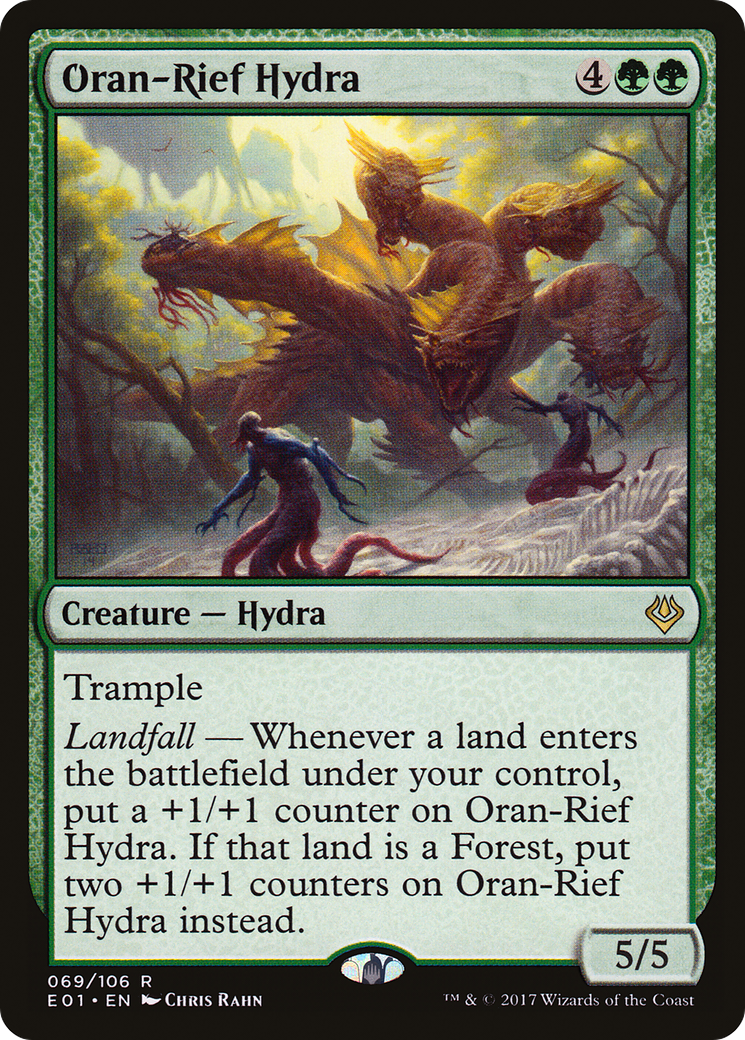 Oran-Rief Hydra 4
Creature — Hydra
Trample
Landfall — Whenever a land enters
the battlefield under your control,
put a +1/+1 counter on Oran-Rief
Hydra. If that land is a Forest, put
two +1/+1 counters on Oran-Rief
Hydra instead.
5/5
069/106 R
E01 • EN Chris Rahn
™ & © 2017 Wizards of the Coast